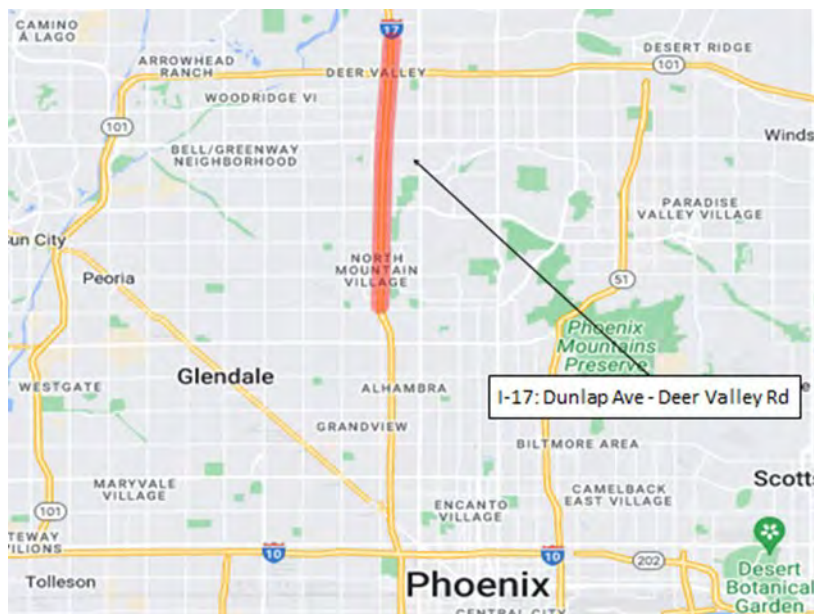 CAMINO
Á LAGO
17
ARROWHEAD
RANCH
DEER VALLEY
DESERT RIDGE
101
WOODRIDGE VI
101
BELL/GREENWAY
NEIGHBORHOOD
Winds
PARADISE
VALLEY VILLAGE
un City
NORTH
MOUNTAIN
VILLAGE
Peoria
51
Phoenix
Mountains
Preserve
WESTGATE
Glendale
ALHAMBRA
e
I-17: Dunlap Ave - Deer Valley Rd
GRANDVIEW
BILTMORE AREA
MARYVALE
VILLAGE
Scotts
CAMELBACK
EAST VILLAGE
101
ENCANTO
VILLAGE
TEWAY
VILIONS
10
10
202
Tolleson
Phoenix
Desert
Botanical
Garden
CENTRAL CITY